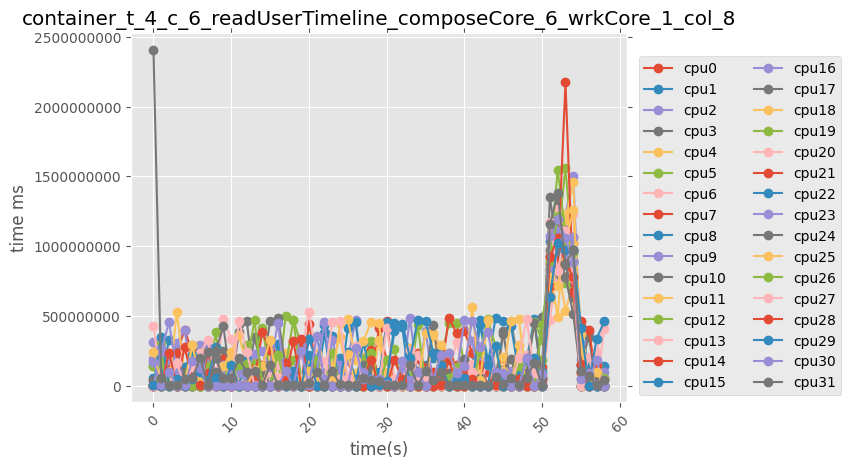 container_t_4_c_6_readUserTimeline_composeCore_6_wrkCore_1_col_8
2500000000
2000000000
1500000000
1000000000
500000000
0
time ms
0
10
20
30
40
50
60
time(s)
cpu0
cpu1
cpu2
cpu3
cpu4
cpu5
cpu6
cpu7
cpu8
cpu9
cpu10
cpu11
cpu12
cpu13
cpu14
cpu15
cpu16
cpu17
cpu18
cpu19
cpu20
cpu21
cpu22
cpu23
cpu24
cpu25
cpu26
cpu27
cpu28
cpu29
cpu30
cpu31